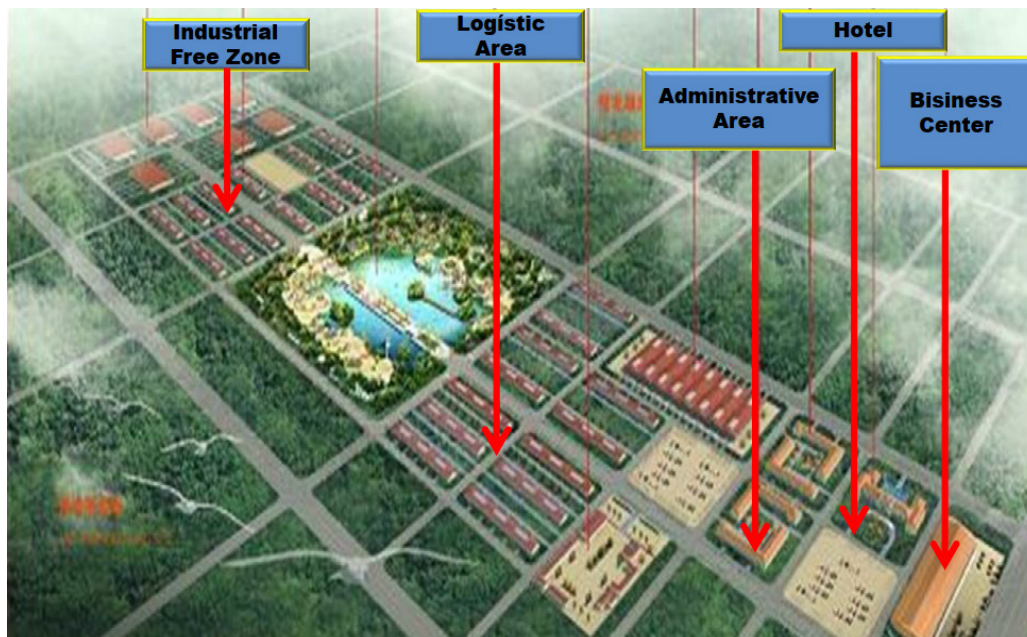 Industrial
Free Zone
Logístic
Area
Hotel
Administrative
Area
Bisiness
Center